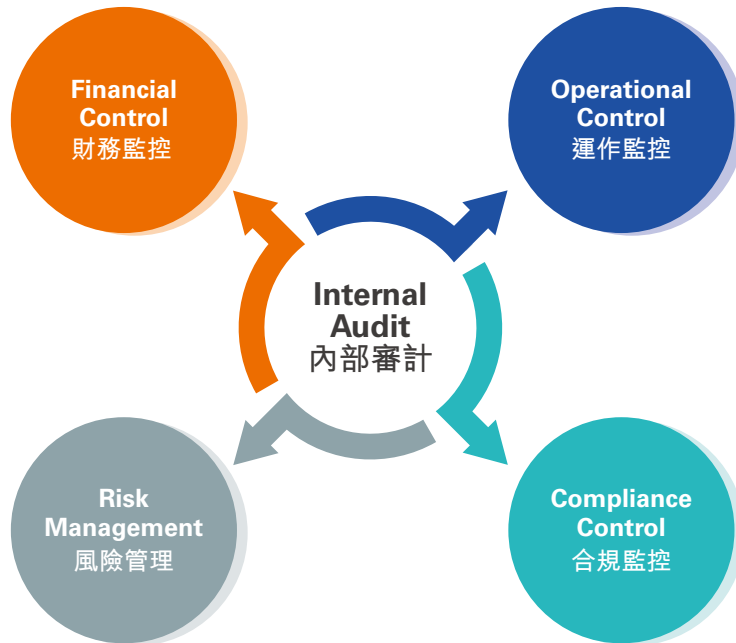 Financial
Control
財務監控
Operational
Control
運作監控
Internal
Audit
內部審計
Risk
Management
風險管理
Compliance
Control
合規監控